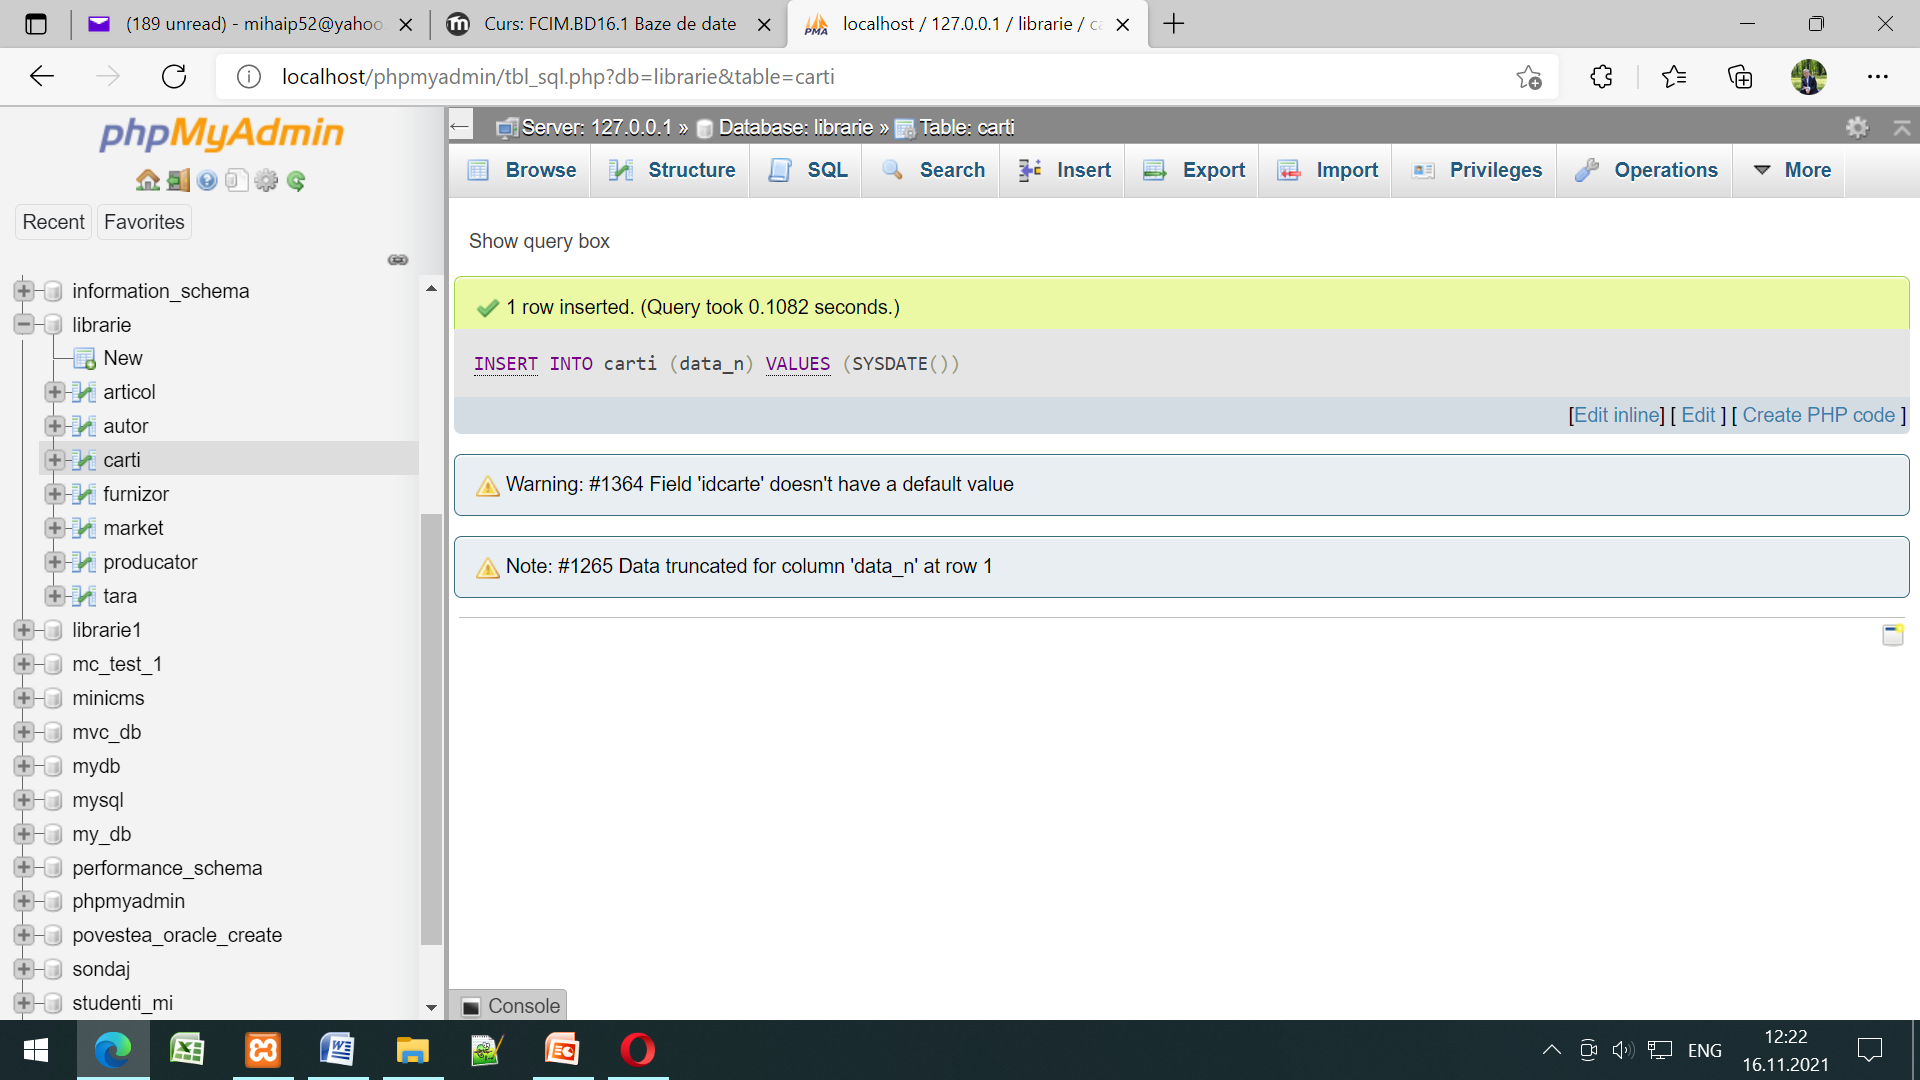 (189 unread) - mihaip52@yahoo
Curs: FCIM.BD16.1 Baze de date
localhost / 127.0.0.1 / librarie / ca
localhost/phpmyadmin/tbl_sql.php?db=librarie&table=carti
phpMyAdmin
Recent
Favorites
information_schema
librarie
New
articol
autor
carti
furnizor
market
producator
tara
librarie1
mc_test_1
minicms
mvc_db
mydb
mysql
my_db
performance_schema
phpmyadmin
povestea_oracle_create
sondaj
studenti_mi
Server: 127.0.0.1 » Database: librarie » Table: carti
Browse
Structure
SQL
Search
Insert
Export
Import
Privileges
Operations
More
Show query box
1 row inserted. (Query took 0.1082 seconds.)
INSERT INTO carti (data_n) VALUES (SYSDATE())
[Edit inline] [ Edit ] [ Create PHP code ]
Warning: #1364 Field 'idcarte' doesn't have a default value
Note: #1265 Data truncated for column 'data_n' at row 1
Console
ENG
12:22
16.11.2021